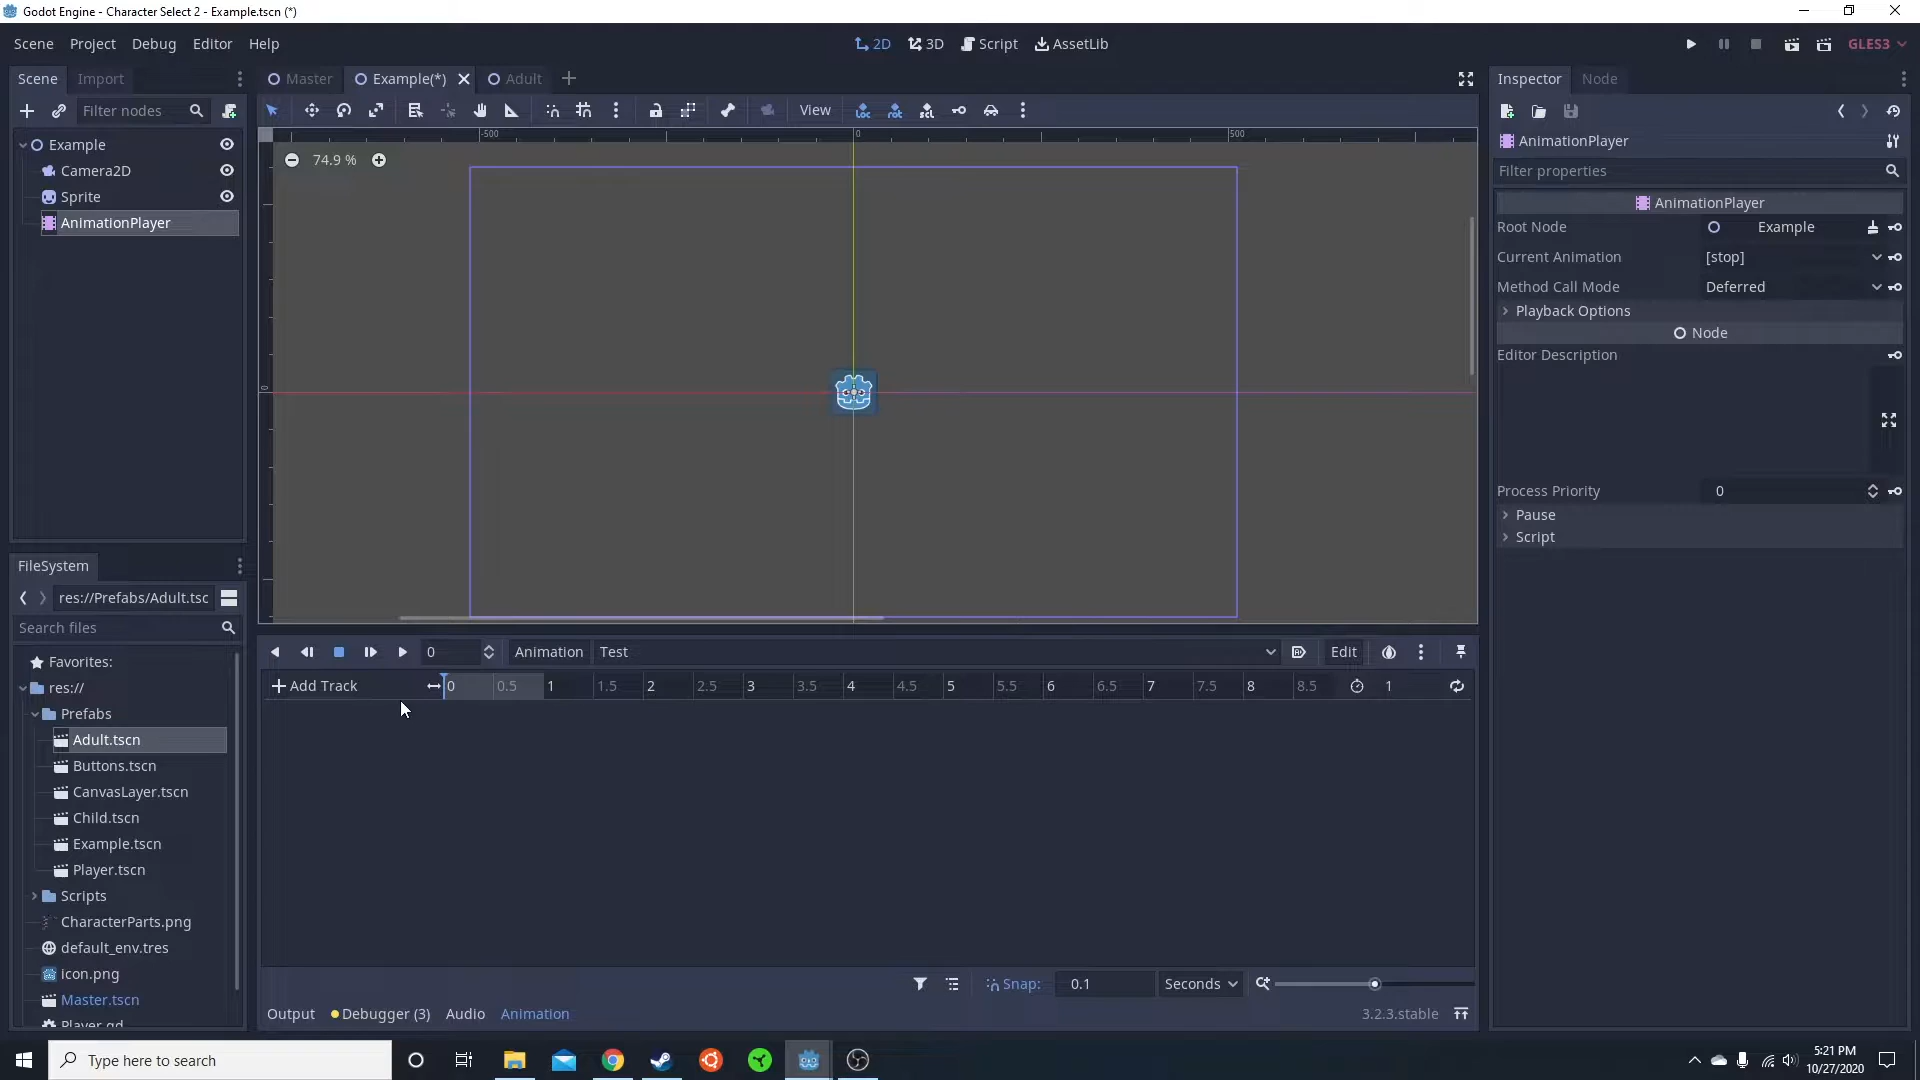 Godot Engine - Character Select 2 - Example.tscn (*)
Scene Project Debug Editor Help
2D 3D Script AssetLib
GLES3
Scene Import
Filter nodes
Example
Camera2D
Sprite
AnimationPlayer
Master Example(*) Adult
View
-500 0 500
74.9 %
0
FileSystem
res://Prefabs/Adult.tsc
Search files
Favorites:
res://
Prefabs
Adult.tscn
Buttons.tscn
CanvasLayer.tscn
Child.tscn
Example.tscn
Player.tscn
Scripts
CharacterParts.png
default_env.tres
icon.png
Master.tscn
Player.gd
0 Animation Test Edit
Add Track 0 0.5 1 1.5 2 2.5 3 3.5 4 4.5 5 5.5 6 6.5 7 7.5 8 8.5 1
Snap: 0.1 Seconds
Output Debugger (3) Audio Animation 3.2.3.stable
Inspector Node
AnimationPlayer
Filter properties
AnimationPlayer
Root Node Example
Current Animation [stop]
Method Call Mode Deferred
Playback Options
Node
Editor Description
Process Priority 0
Pause
Script
Type here to search
5:21 PM
10/27/2020